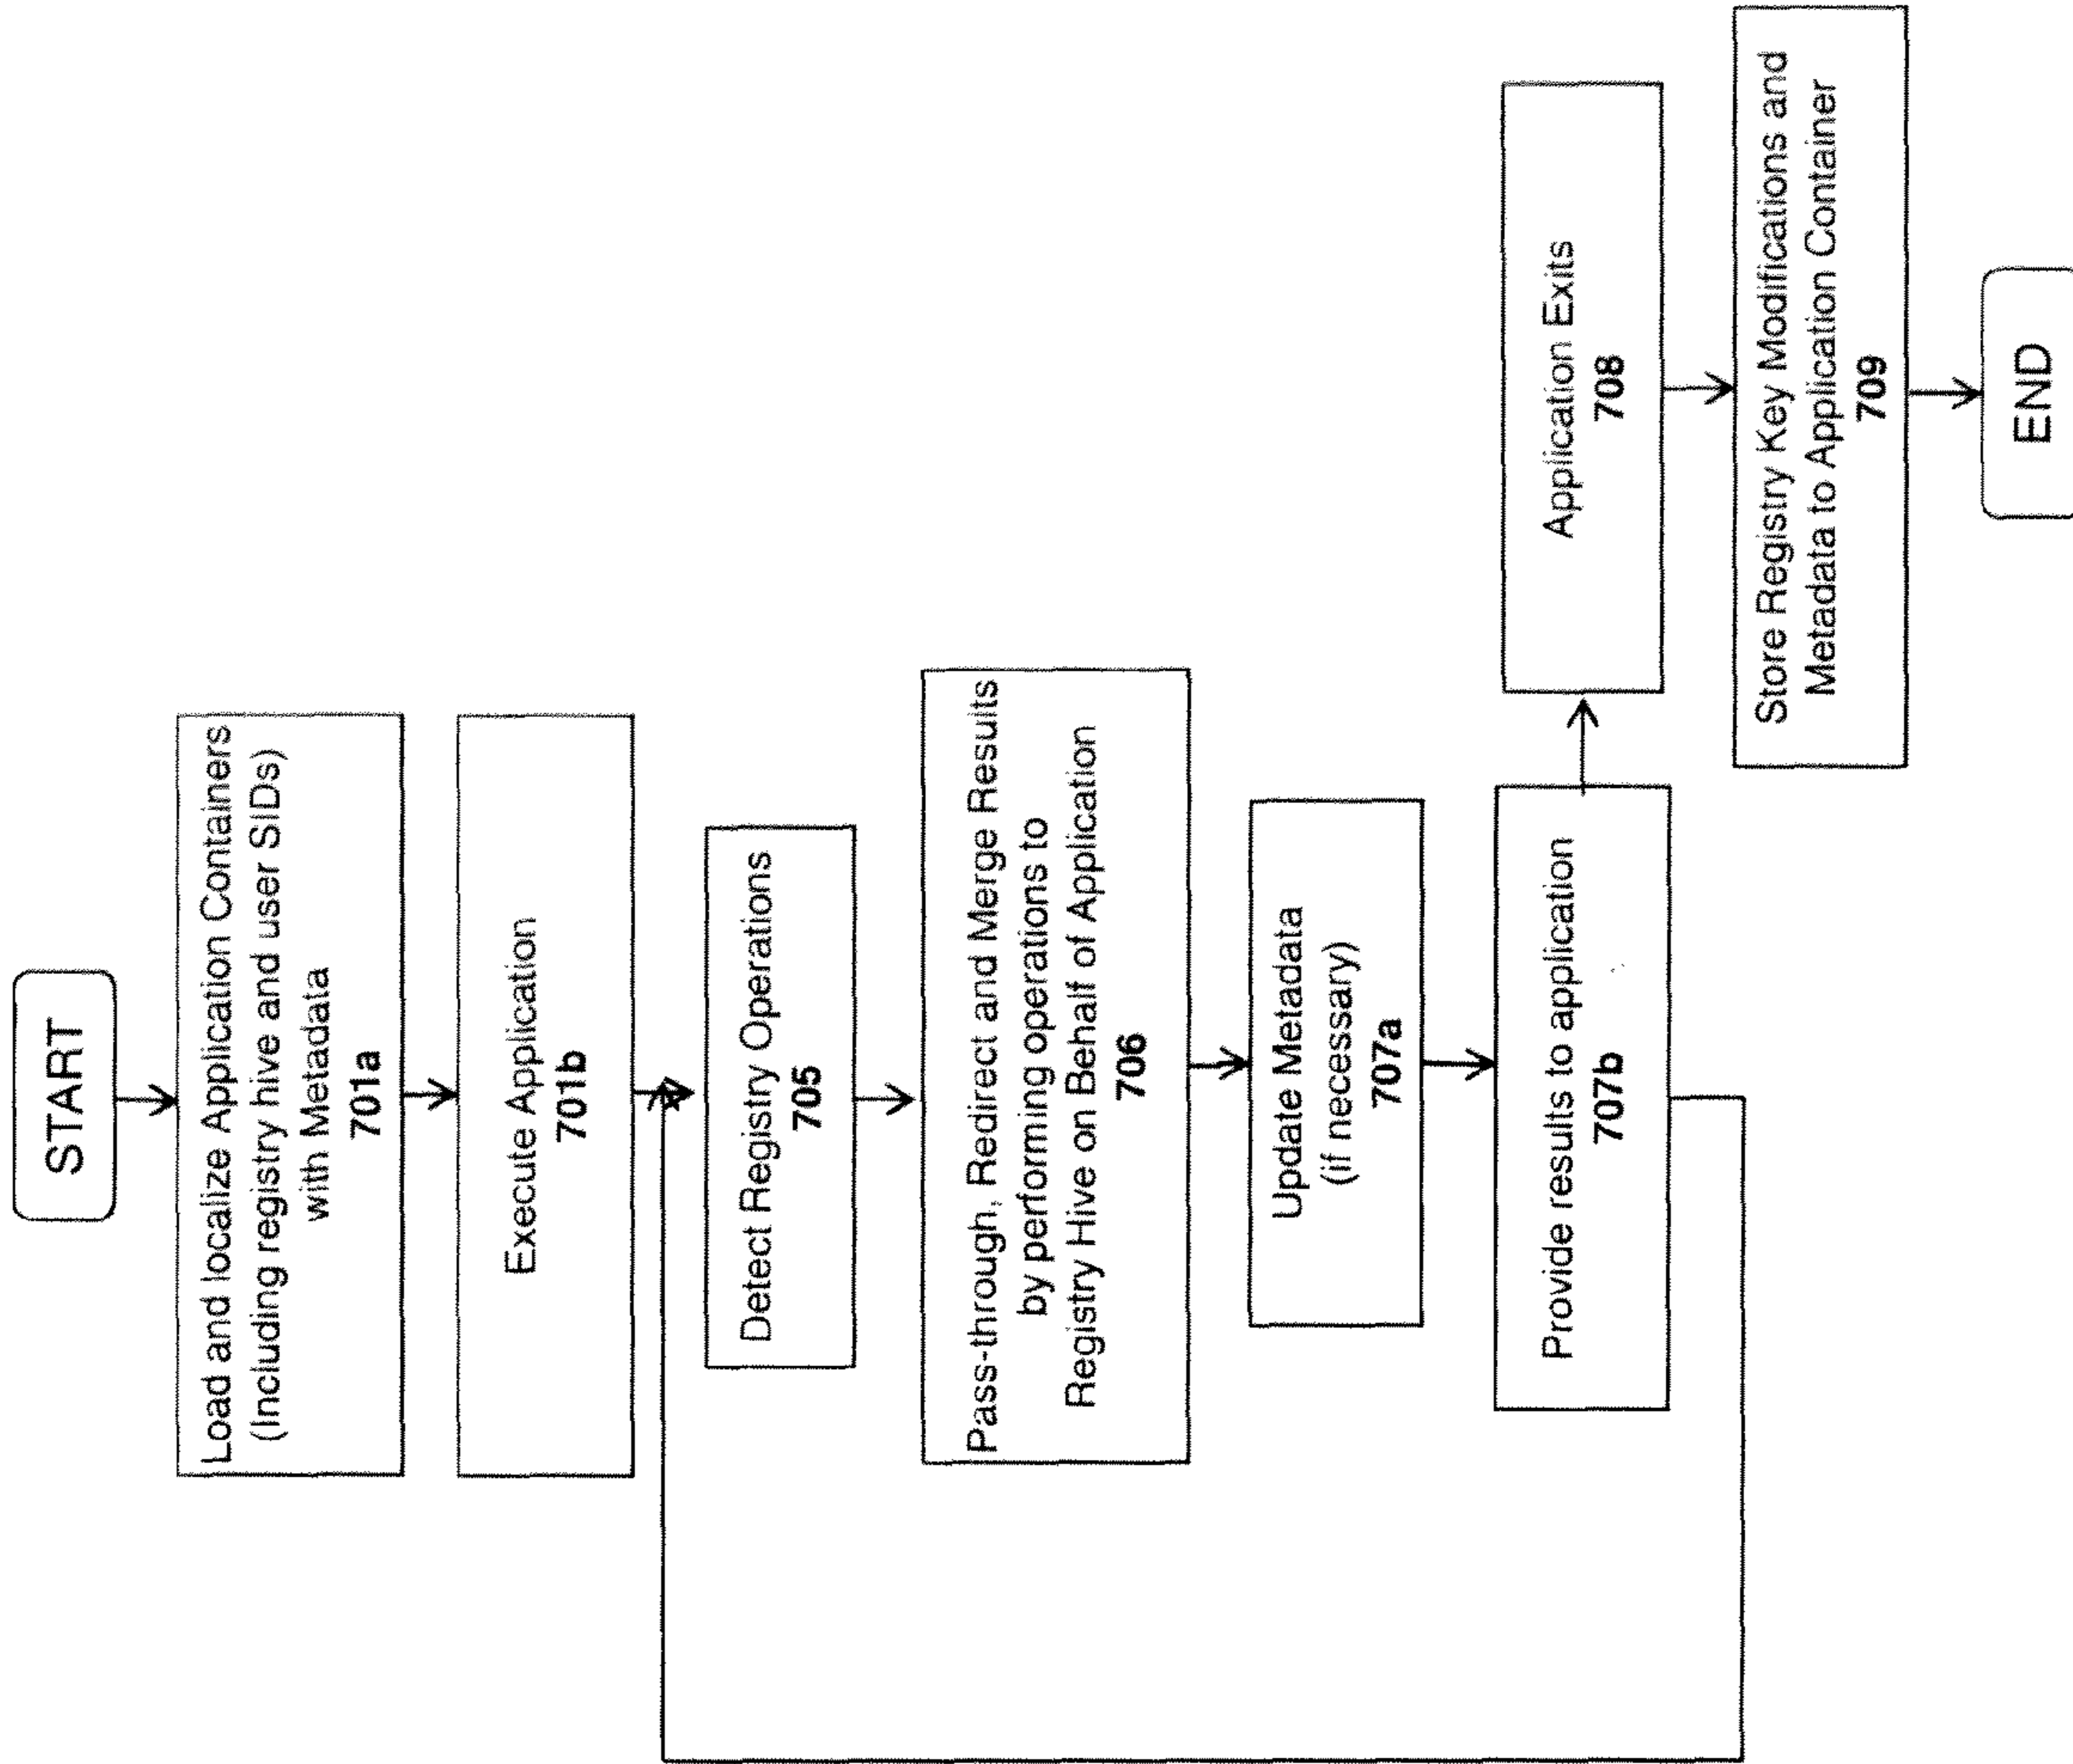 START
Load and localize Application Containers
(Including registry hive and user SIDs)
with Metadata
701a
Execute Application
701b
Detect Registry Operations
705
Pass-through, Redirect and Merge Results
by performing operations to
Registry Hive on Behalf of Application
706
Update Metadata
(if necessary)
707a
Provide results to application
707b
Application Exits
708
Store Registry Key Modifications and
Metadata to Application Container
709
END